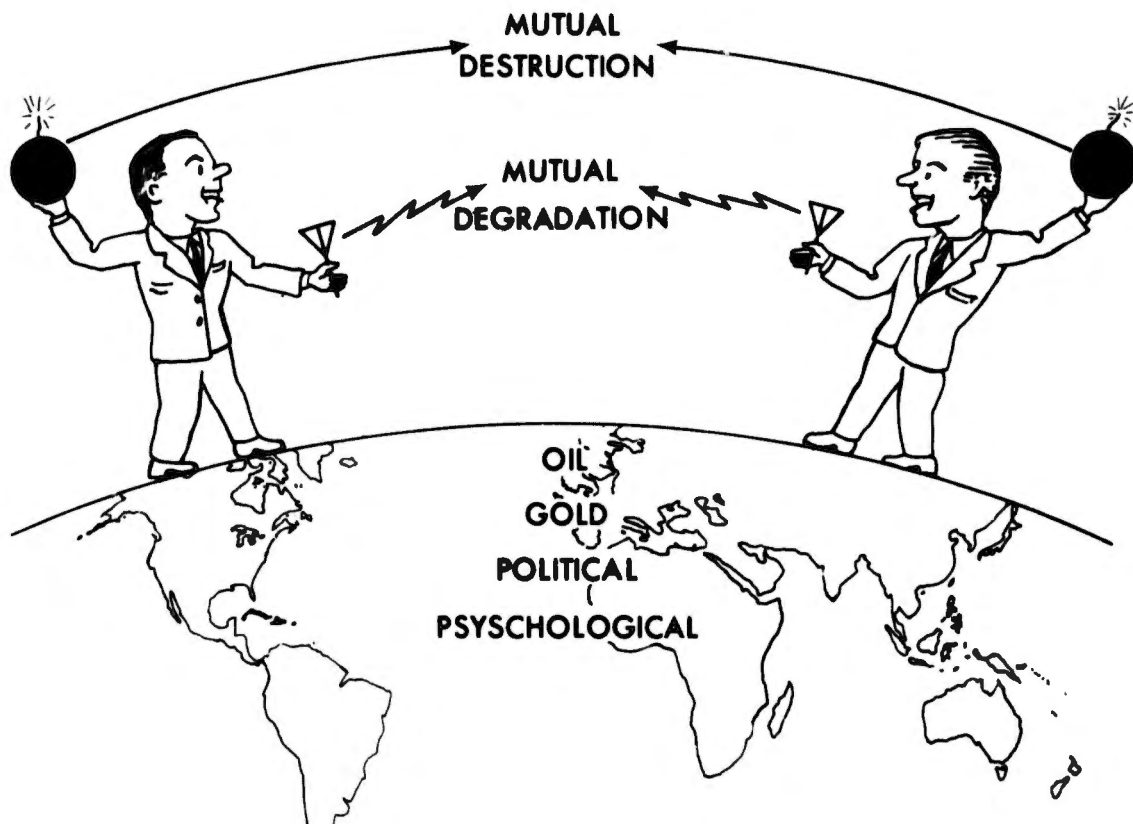 MUTUAL
DESTRUCTION
MUTUAL
DEGRADATION
OIL
GOLD
POLITICAL
PSYSCHOLOGICAL